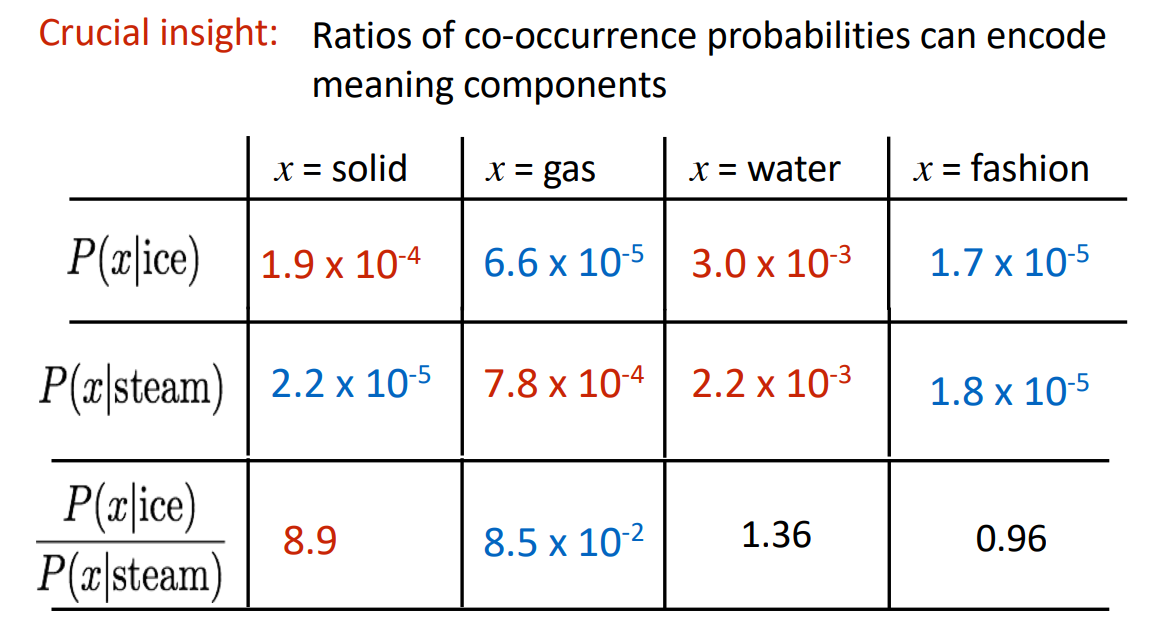 Crucial insight: Ratios of co-occurrence probabilities can encode
meaning components
x = solid x = gas x = water x = fashion
P(x|ice) 1.9 x 10⁻⁴ 6.6 x 10⁻⁵ 3.0 x 10⁻³ 1.7 x 10⁻⁵
P(x|steam) 2.2 x 10⁻⁵ 7.8 x 10⁻⁴ 2.2 x 10⁻³ 1.8 x 10⁻⁵
P(x|ice)
8.9 8.5 x 10⁻² 1.36 0.96
P(x|steam)